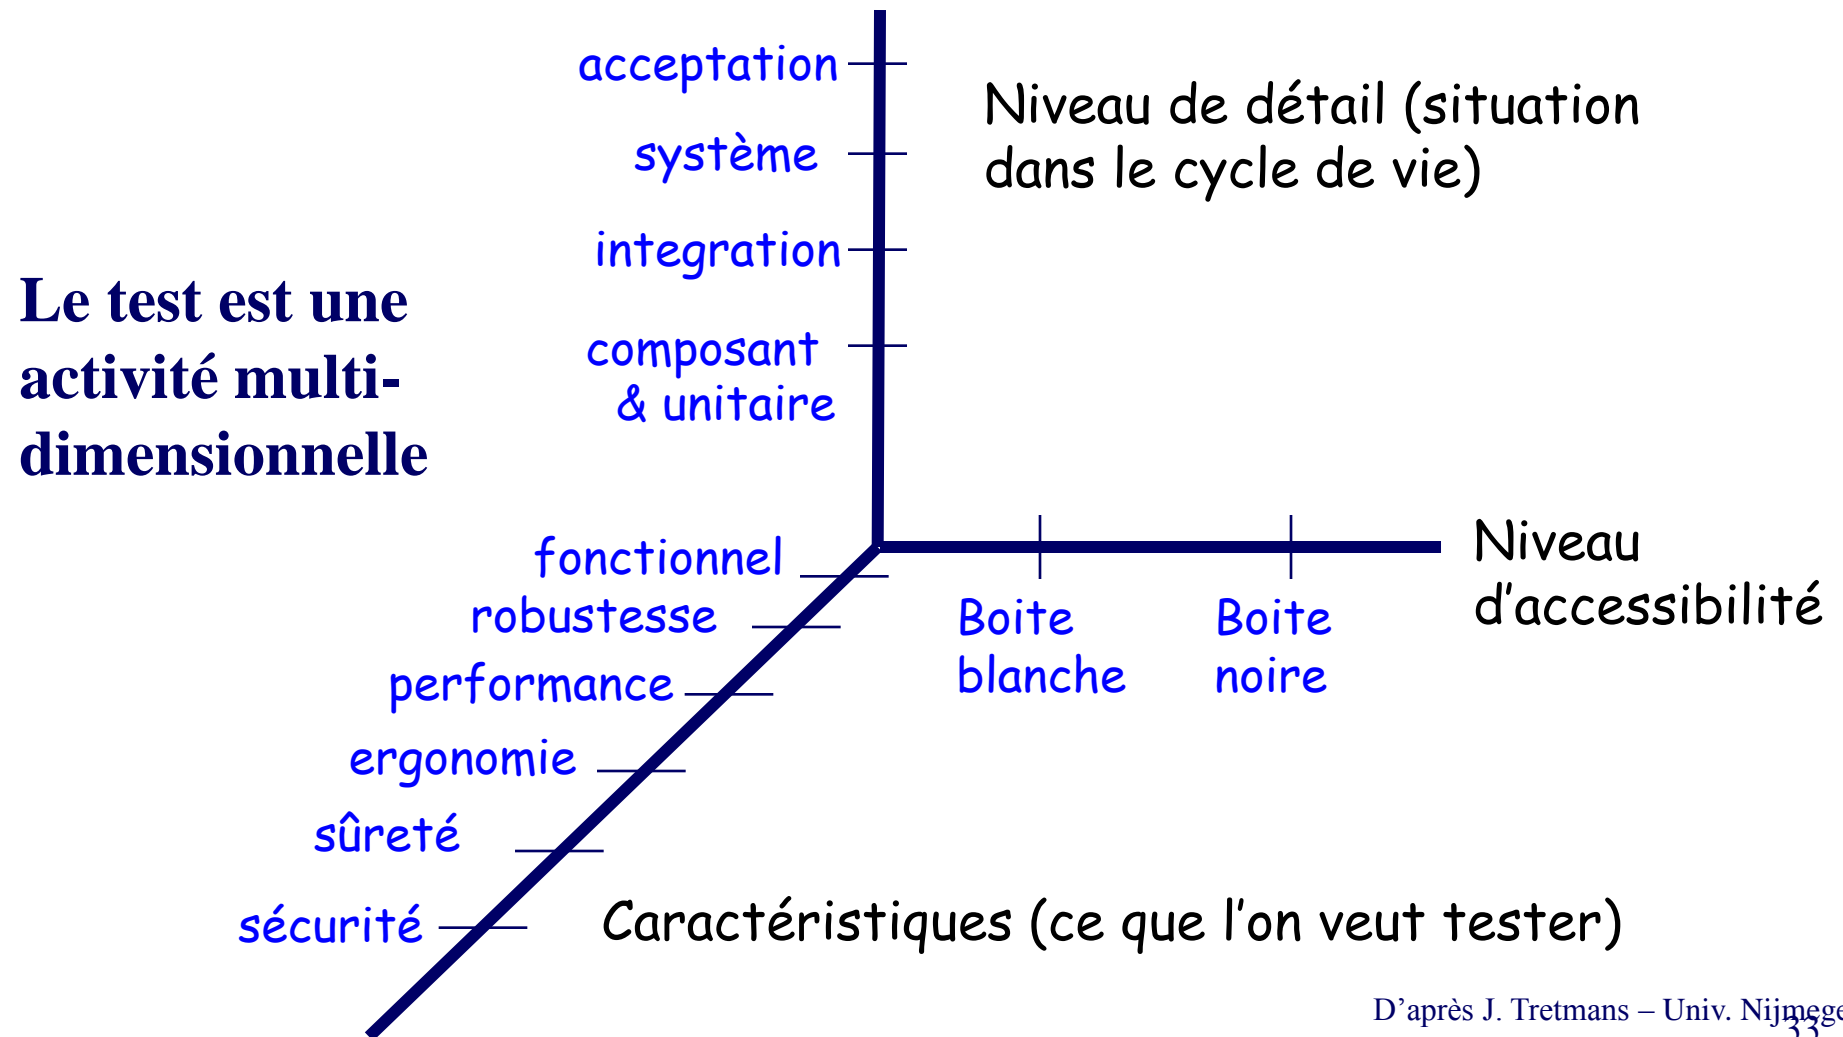 acceptation
Niveau de détail (situation
dans le cycle de vie)
système
integration
Le test est une
activité multi-
dimensionnelle
composant
& unitaire
fonctionnel
robustesse
performance
ergonomie
sûreté
sécurité
Niveau
d'accessibilité
Boite
blanche
Boite
noire
Caractéristiques (ce que l'on veut tester)
D'après J. Tretmans – Univ. Nijmege
33